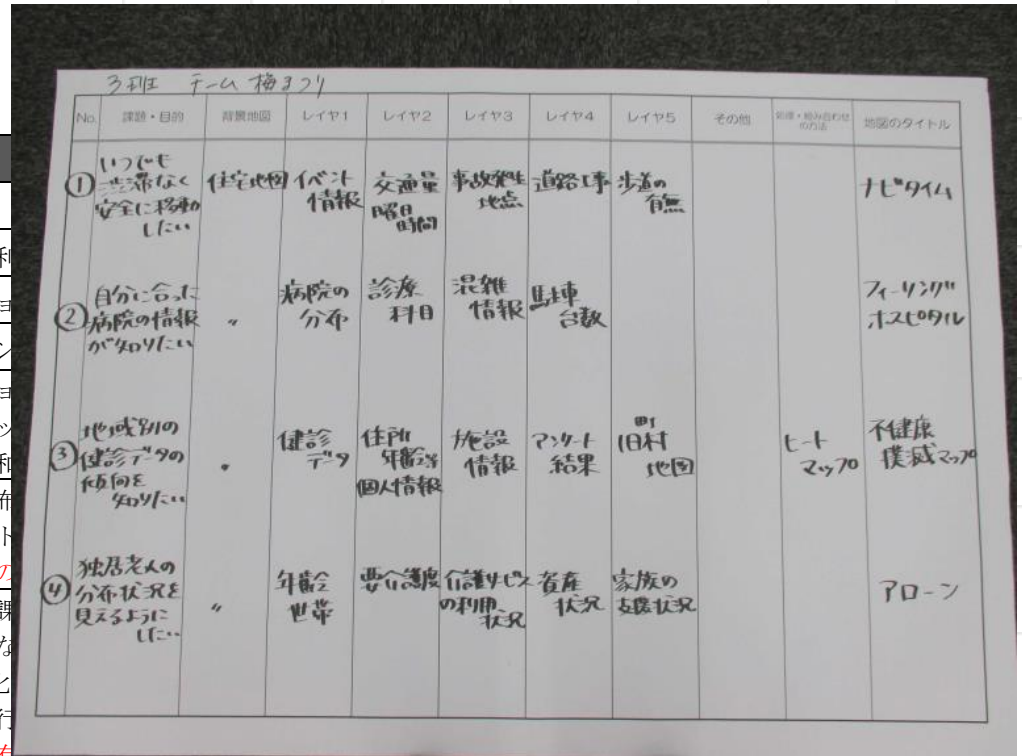 3班 チーム梅まつり
No. 課題・目的 背景地図 レイヤ1 レイヤ2 レイヤ3 レイヤ4 レイヤ5 その他 処理・組み合わせの方法 地図のタイトル
① いつでも渋滞なく安全に移動したい 住宅地図 イベント情報 交通量 曜日 時間 事故発生地点 道路工事 歩道の有無 ナビタイム
② 自分に合った病院の情報が知りたい 〃 病院の分布 診療科目 混雑情報 駐車台数 フィーリングホスピタル
③ 地域別の健診データの傾向を知りたい 健診データ 住所 年齢等 個人情報 施設情報 アンケート結果 旧町村地図 ヒートマップ 不健康撲滅マップ
④ 独居老人の分布状況を見えるようにしたい 〃 年齢 世帯 要介護度 介護サービスの利用状況 資産状況 家族の支援状況 アローン